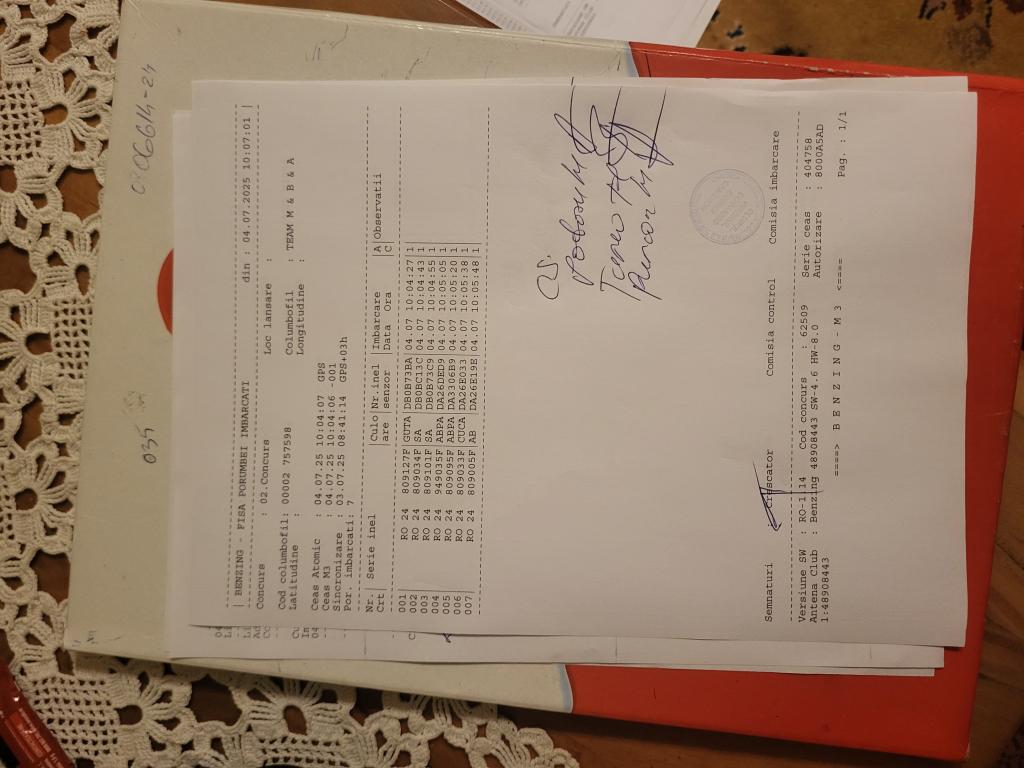 | BENZING - FISA PORUMBEI IMBARCATI din : 04.07.2025 10:07:01 |
Concurs : 02.Concurs Loc lansare :
Cod columbofil: 00002 757598 Columbofil : TEAM M & B & A
Latitudine : Longitudine :
Ceas Atomic : 04.07.25 10:04:07 GPS
Ceas M3 : 04.07.25 10:04:06 -001
Sincronizare : 03.07.25 08:41:14 GPS+03h
Por. imbarcati: 7
Nr.| Serie inel |Culo|Nr.inel |Imbarcare |A|Observatii
Crt| |are |senzor |Data ora |C|
001| RO 24 809127F|GUTA|DB0B73BA|04.07 10:04:27|1
002| RO 24 809034F|SA |DB0BC13C|04.07 10:04:43|1
003| RO 24 809101F|SA |DB0B73C9|04.07 10:04:55|1
004| RO 24 949035F|ABPA|DA26DED9|04.07 10:05:05|1
005| RO 24 809095F|ABPA|DA3306B9|04.07 10:05:20|1
006| RO 24 809033F|CUCA|DA26E033|04.07 10:05:38|1
007| RO 24 809005F|AB |DA26E19E|04.07 10:05:48|1
Semnaturi : Crescator Comisia control Comisia imbarcare
Versiune SW : RO-1.14 Cod concurs : 62509 Serie ceas : 404758
Antena Club : Benzing 48908443 SW-4.6 HW-8.0 Autorizare : 8000A5AD
1:48908443
====> B E N Z I N G - M 3 <==== Pag. : 1/1